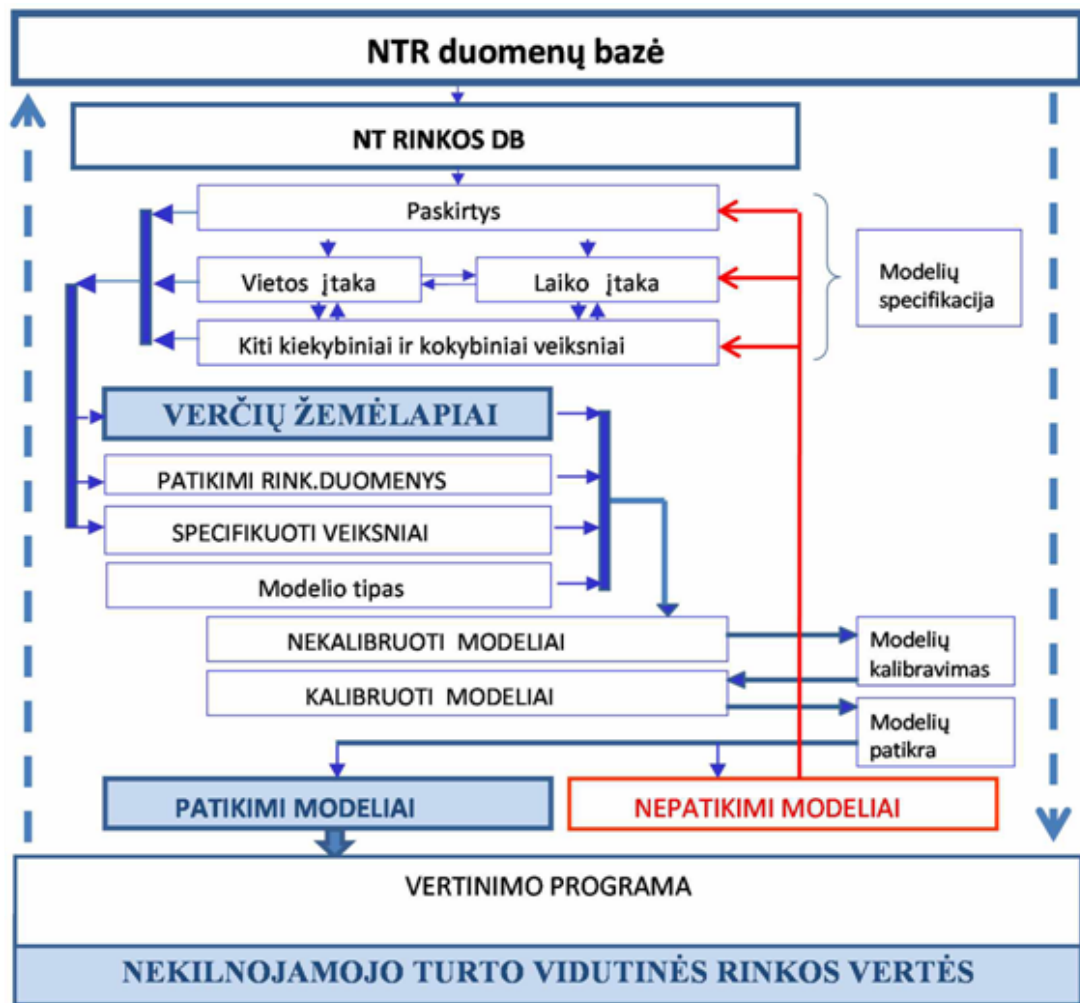 NTR duomenų bazė
NT RINKOS DB
Paskirtys
Vietos įtaka
Laiko įtaka
Kiti kiekybiniai ir kokybiniai veiksniai
Modelių
specifikacija
VERČIŲ ŽEMĖLAPIAI
PATIKIMI RINK.DUOMENYS
SPECIFIKUOTI VEIKSNIAI
Modelio tipas
NEKALIBRUOTI MODELIAI
Modelių
kalibravimas
KALIBRUOTI MODELIAI
Modelių
patikra
PATIKIMI MODELIAI
NEPATIKIMI MODELIAI
VERTINIMO PROGRAMA
NEKILNOJAMOJO TURTO VIDUTINĖS RINKOS VERTĖS